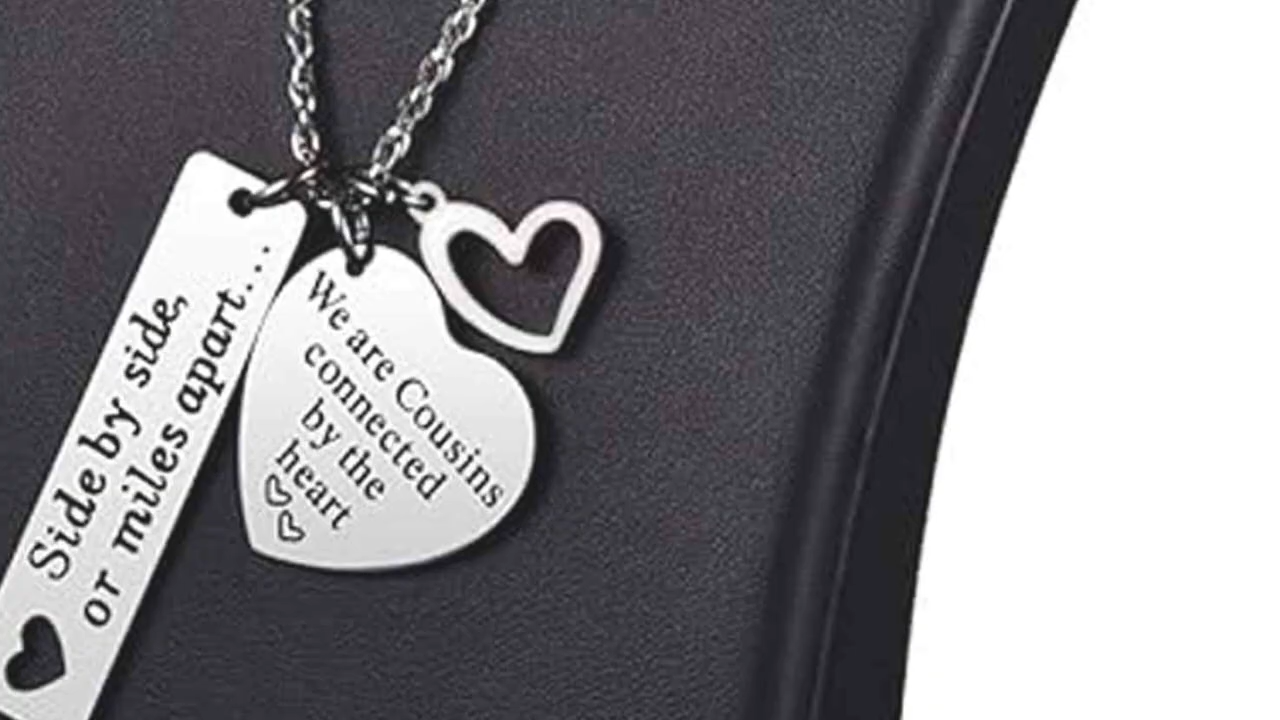 Side by side,
or miles apart...
We are Cousins
connected
by the
heart